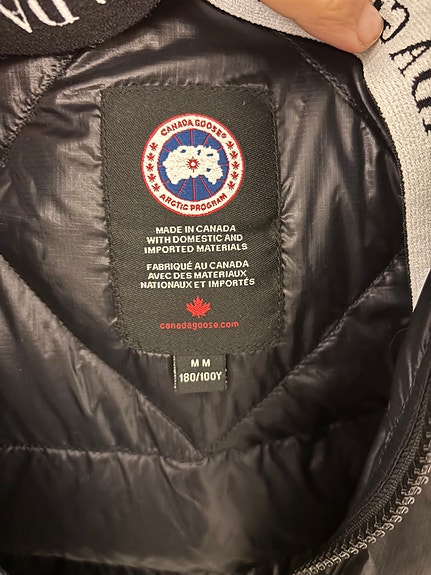 CANADA GOOSE®
ARCTIC PROGRAM
MADE IN CANADA
WITH DOMESTIC AND
IMPORTED MATERIALS
FABRIQUÉ AU CANADA
AVEC DES MATERIAUX
NATIONAUX ET IMPORTÉS
canadagoose.com
M M
180/100Y